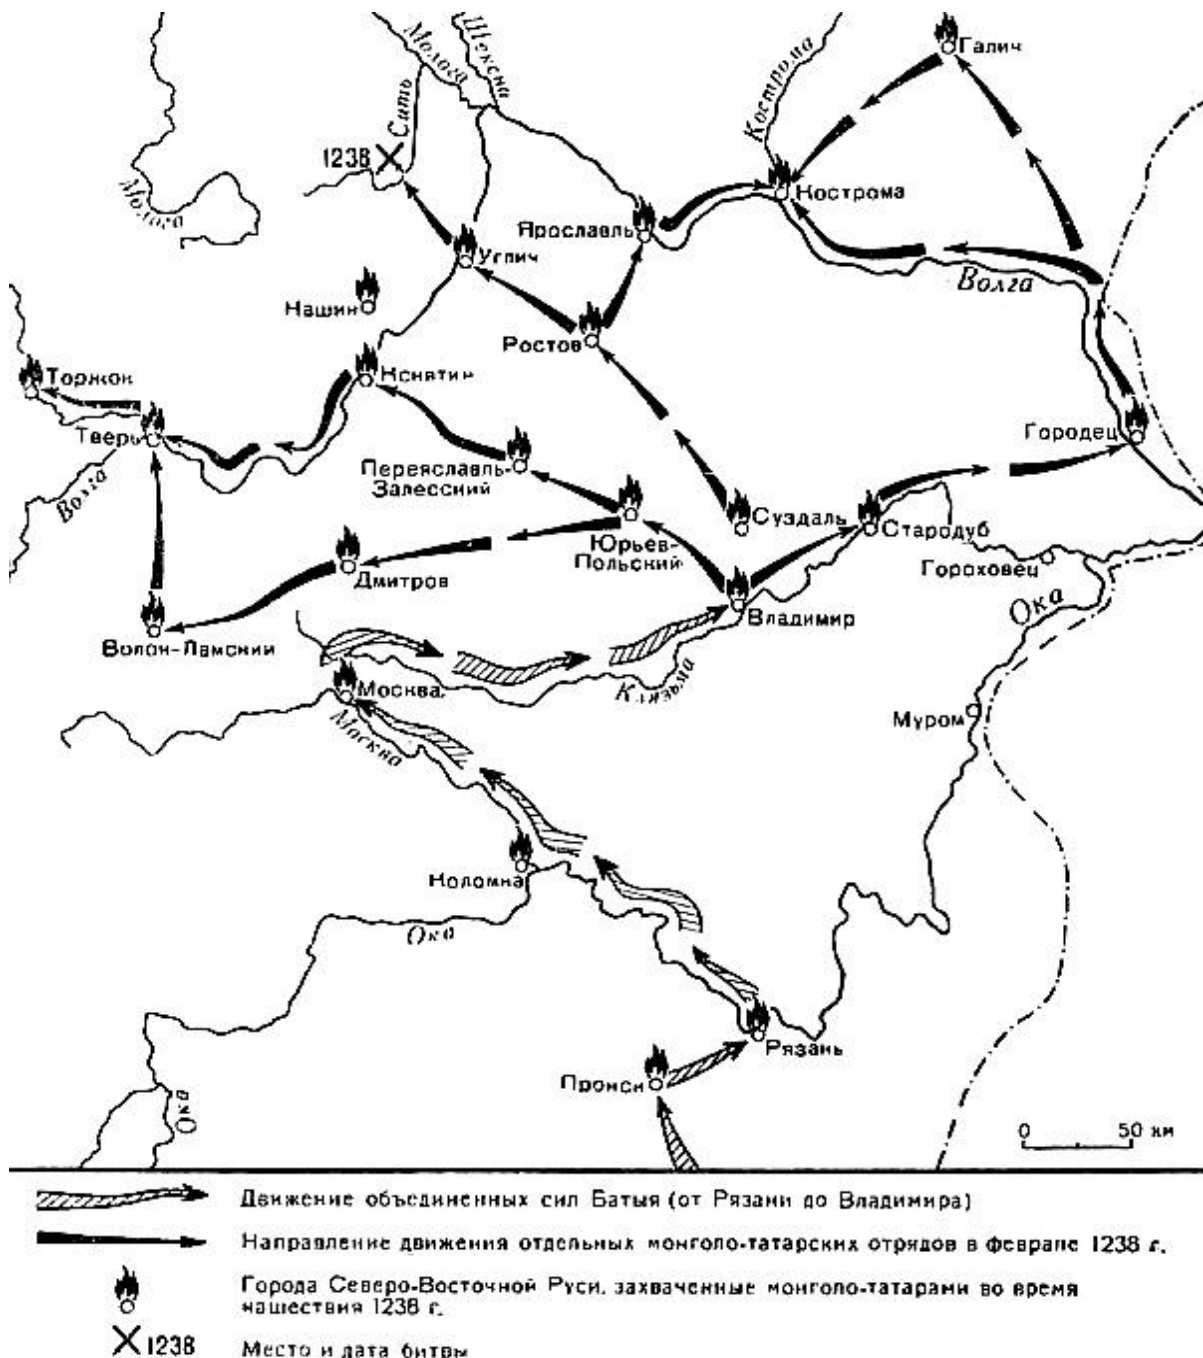 Шексна
Молога
Кострома
Галич
Сить
1238
Молога
Кострома
Ярославль
Углич
Волга
Нашин
Ростов
Торжок
Кснятин
Тверь
Городец
Переяславль-
Залесский
Волга
Суздаль
Стародуб
Юрьев-
Польский
Гороховец
Дмитров
Ока
Владимир
Волок-Ламский
Клязьма
Москва
Муром
Москва
Коломна
Ока
Рязань
Пронск
Ока
0 50 км
Движение объединенных сил Батыя (от Рязани до Владимира)
Направление движения отдельных монголо-татарских отрядов в феврале 1238 г.
Города Северо-Восточной Руси, захваченные монголо-татарами во время
нашествия 1238 г.
1238 Место и дата битвы